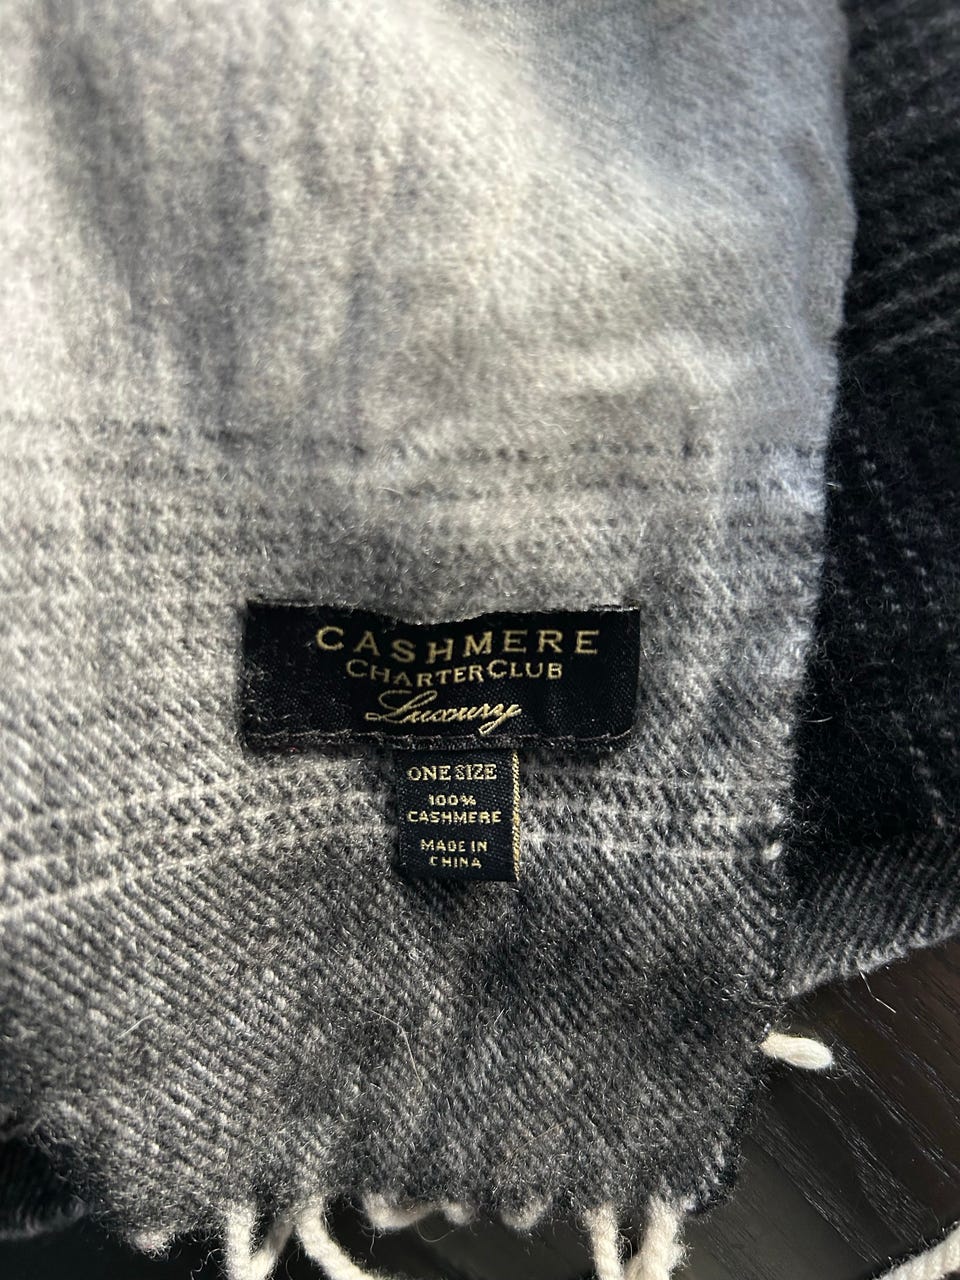 CASHMERE
CHARTER CLUB
Luxury
ONE SIZE
100%
CASHMERE
MADE IN
CHINA